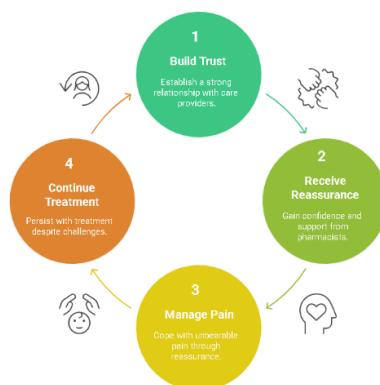 1
Build Trust
Establish a strong
relationship with care
providers.
2
Receive
Reassurance
Gain confidence and
support from
pharmacists.
3
Manage Pain
Cope with unbearable
pain through
reassurance.
4
Continue
Treatment
Persist with treatment
despite challenges.